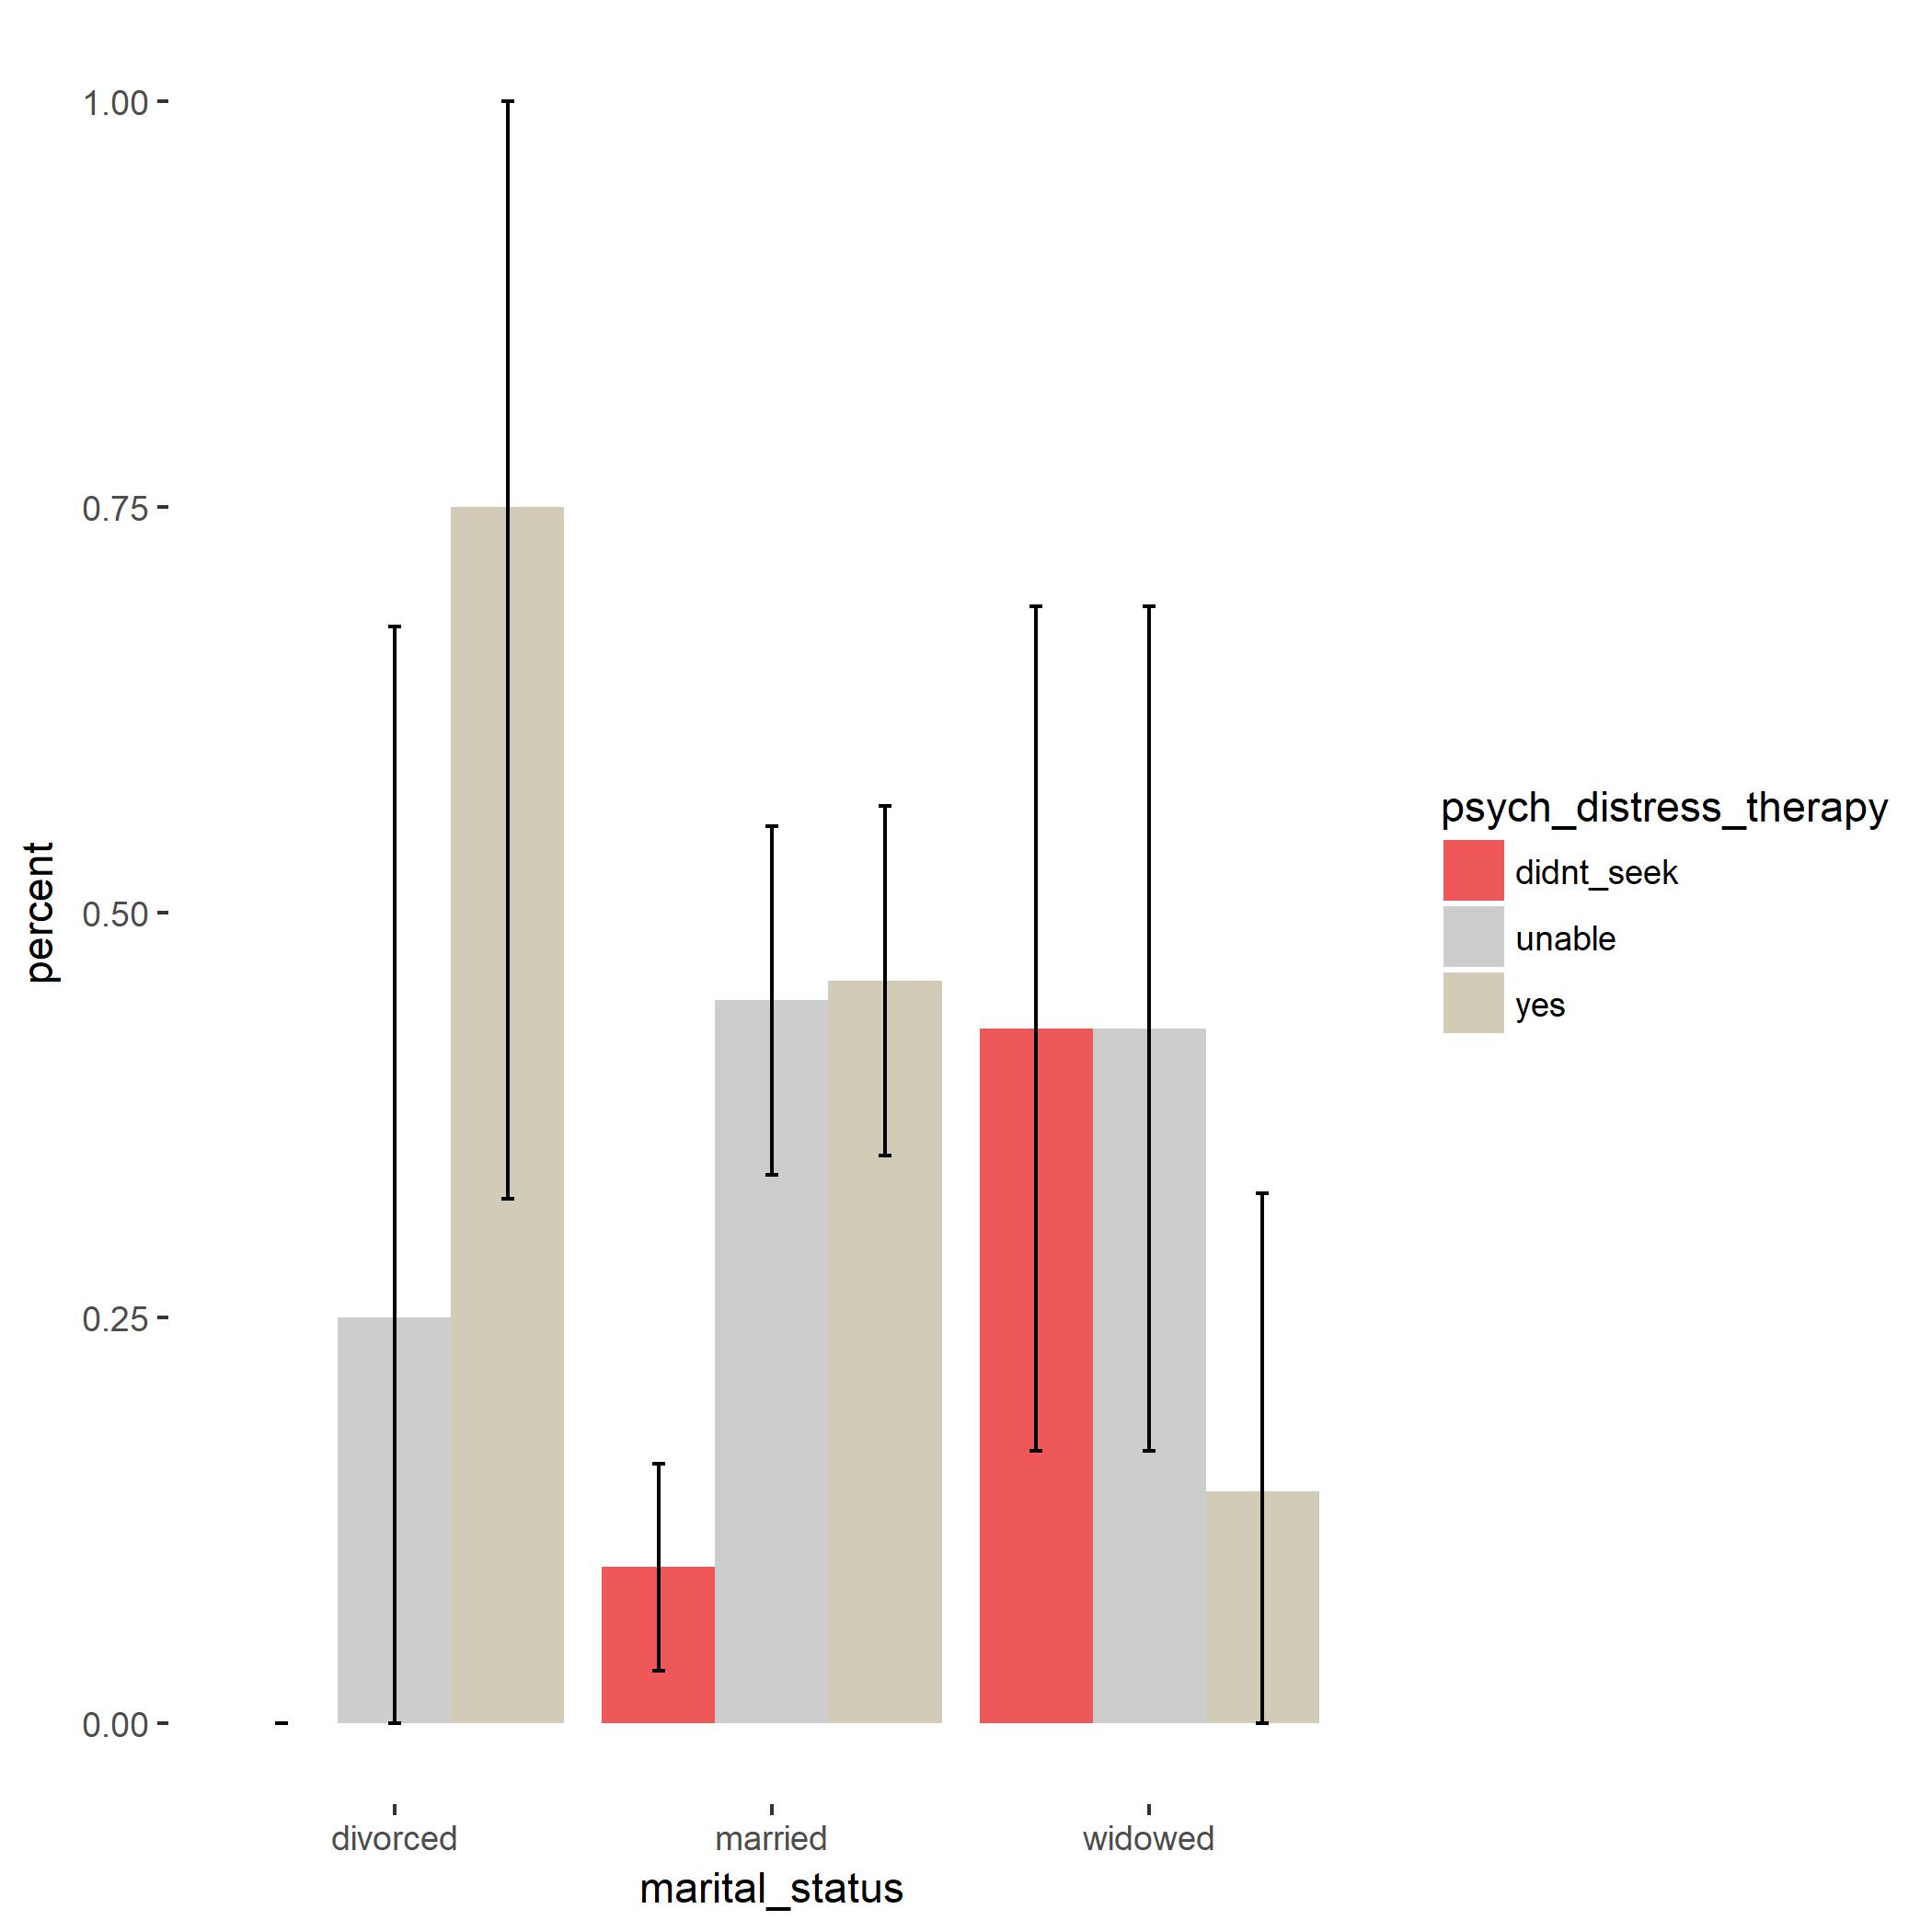 1.00
0.75
0.50
0.25
0.00
percent
divorced
married
widowed
marital_status
psych_distress_therapy
didnt_seek
unable
yes